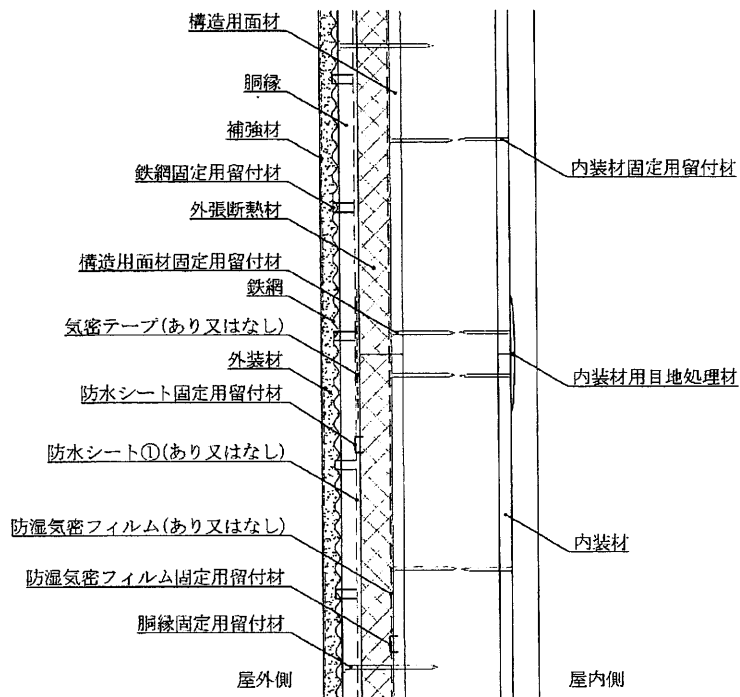 構造用面材
胴縁
補強材
内装材固定用留付材
鉄網固定用留付材
外張断熱材
構造用面材固定用留付材
鉄網
気密テープ(あり又はなし)
外装材
内装材用目地処理材
防水シート固定用留付材
防水シート①(あり又はなし)
防湿気密フィルム(あり又はなし)
内装材
防湿気密フィルム固定用留付材
胴縁固定用留付材
屋外側
屋内側